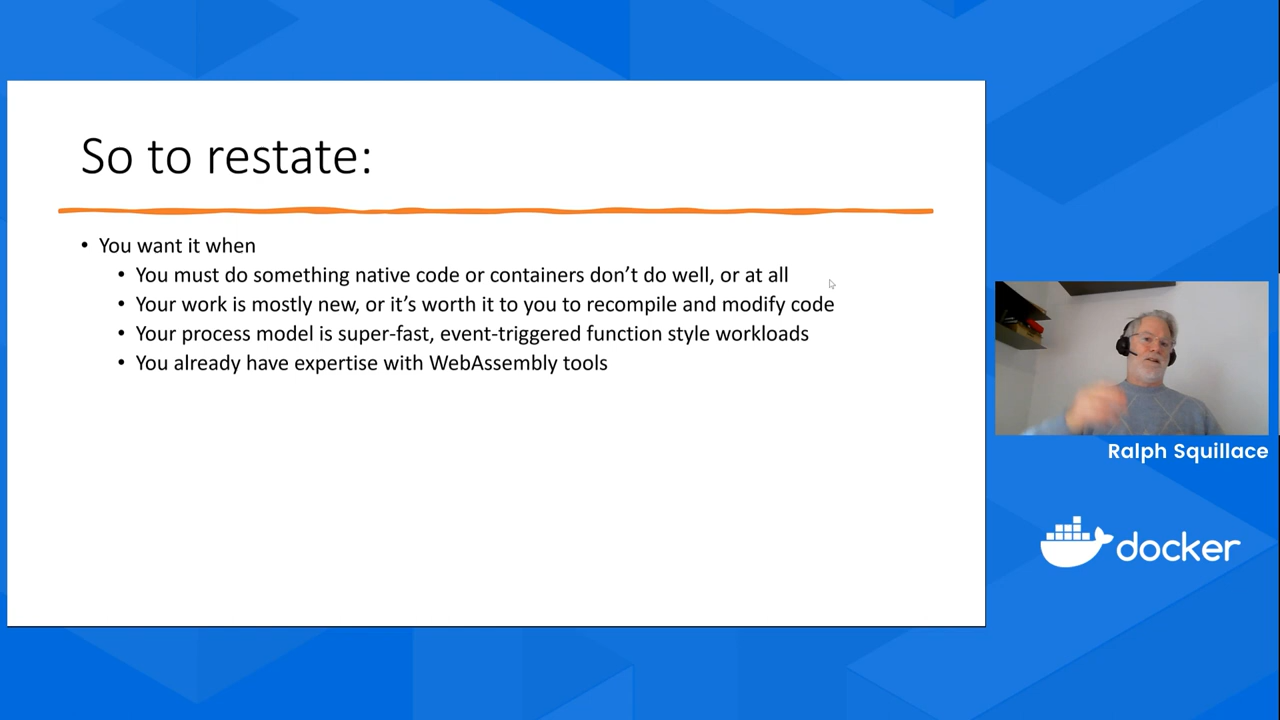 So to restate:
• You want it when
• You must do something native code or containers don’t do well, or at all
• Your work is mostly new, or it’s worth it to you to recompile and modify code
• Your process model is super-fast, event-triggered function style workloads
• You already have expertise with WebAssembly tools
Ralph Squillace
docker